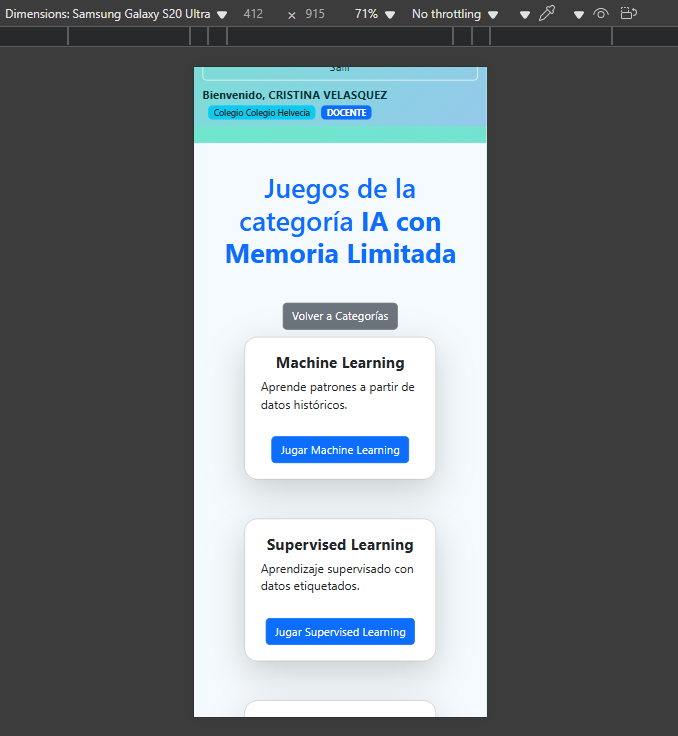 Dimensions: Samsung Galaxy S20 Ultra 412 × 915 71% No throttling
Bienvenido, CRISTINA VELASQUEZ
Colegio Colegio Helvecia DOCENTE
Juegos de la
categoría IA con
Memoria Limitada
Volver a Categorías
Machine Learning
Aprende patrones a partir de
datos históricos.
Jugar Machine Learning
Supervised Learning
Aprendizaje supervisado con
datos etiquetados.
Jugar Supervised Learning